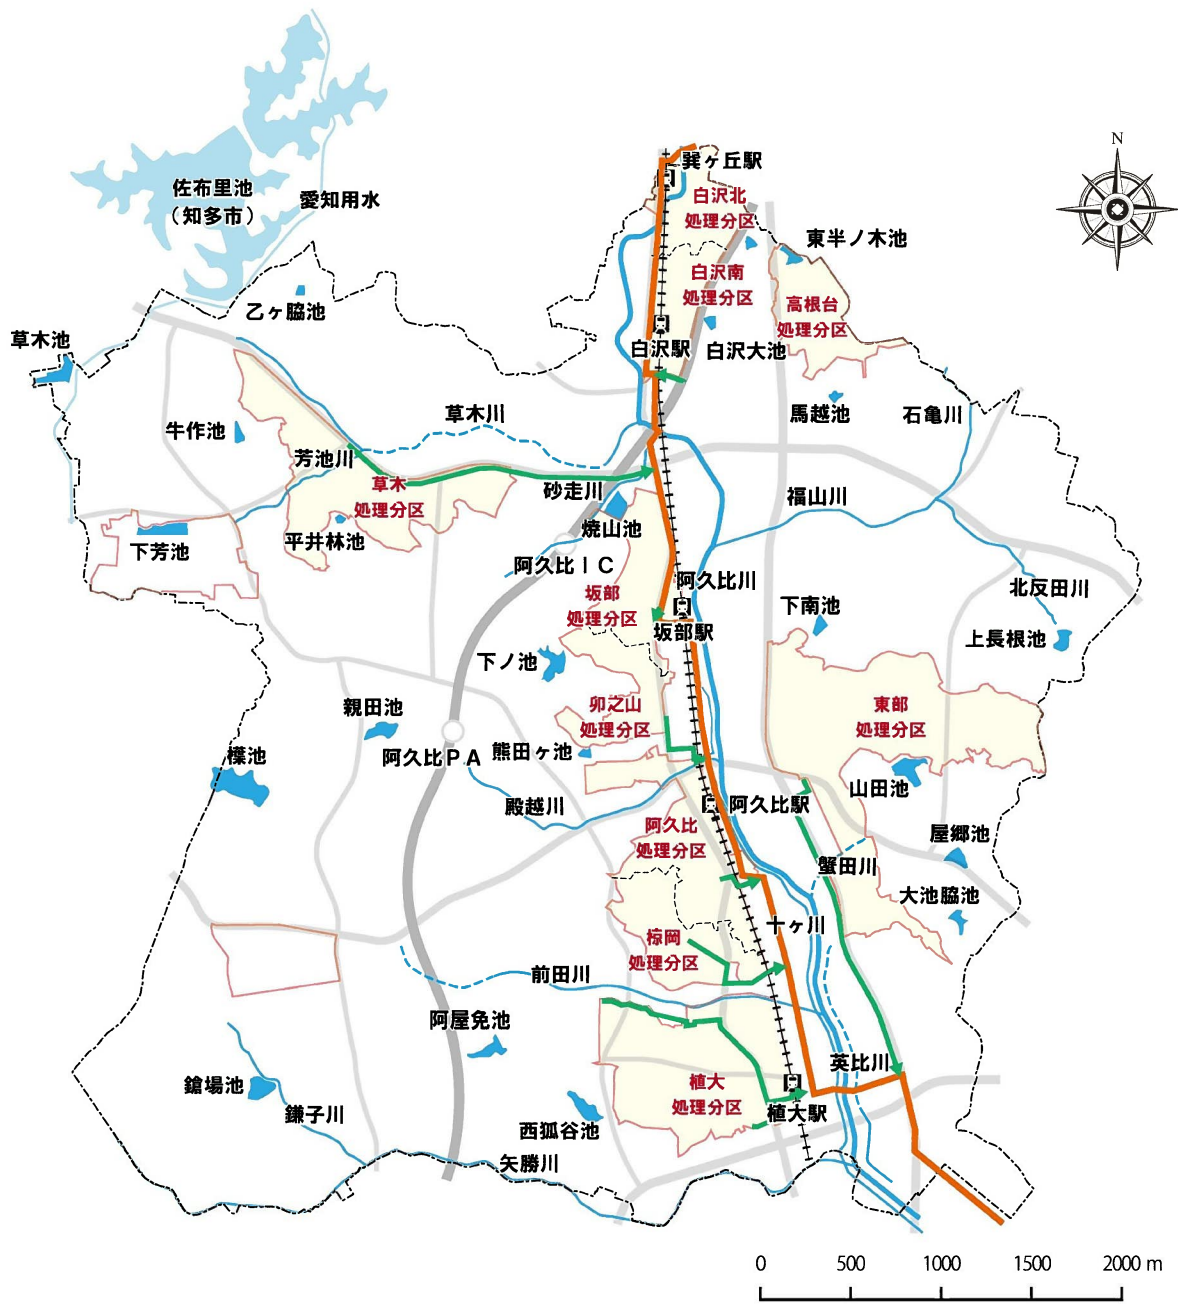 佐布里池
（知多市）
愛知用水
N
巽ヶ丘駅
白沢北
処理分区
東半ノ木池
白沢南
処理分区
高根台
処理分区
乙ヶ脇池
草木池
白沢駅
白沢大池
馬越池
石亀川
草木川
牛作池
芳池川
草木
処理分区
砂走川
福山川
焼山池
下芳池
平井林池
阿久比ＩＣ
阿久比川
坂部
処理分区
坂部駅
下南池
北反田川
上長根池
下ノ池
親田池
卯之山
処理分区
東部
処理分区
樸池
阿久比ＰＡ
熊田ヶ池
山田池
殿越川
阿久比駅
阿久比
処理分区
屋郷池
蟹田川
大池脇池
十ヶ川
椋岡
処理分区
前田川
阿屋免池
英比川
鎗場池
鎌子川
植大
処理分区
植大駅
西狐谷池
矢勝川
0 500 1000 1500 2000 m